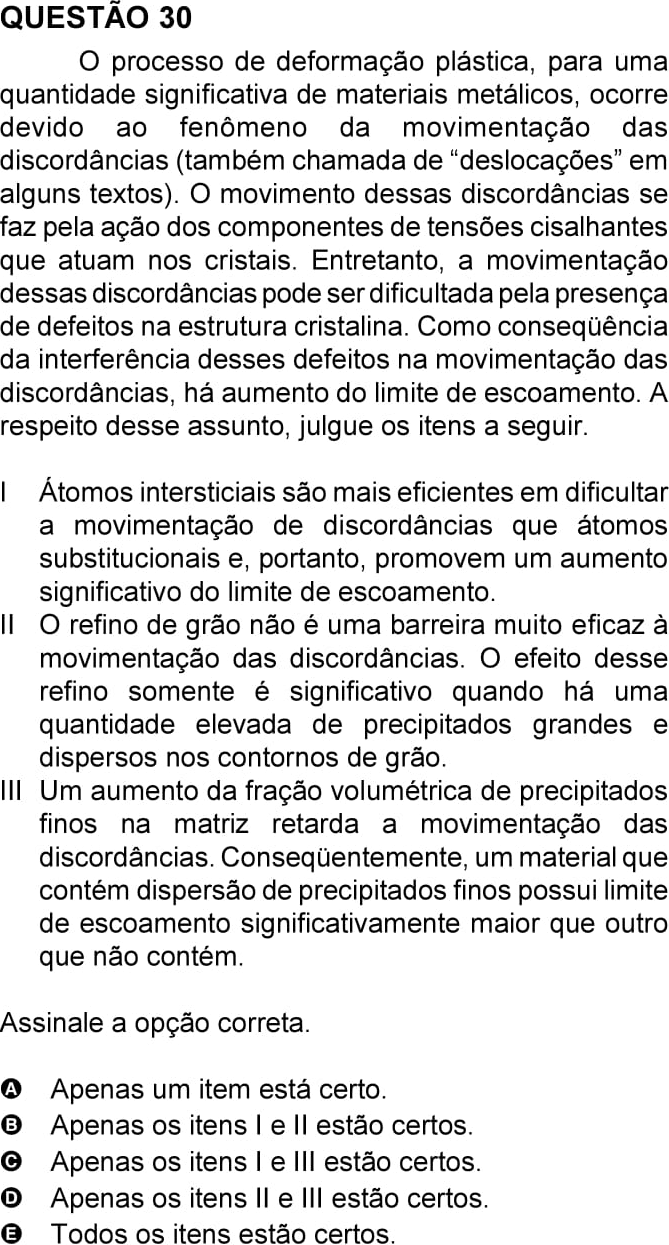 QUESTÃO 30
O processo de deformação plástica, para uma
quantidade significativa de materiais metálicos, ocorre
devido ao fenômeno da movimentação das
discordâncias (também chamada de “deslocações” em
alguns textos). O movimento dessas discordâncias se
faz pela ação dos componentes de tensões cisalhantes
que atuam nos cristais. Entretanto, a movimentação
dessas discordâncias pode ser dificultada pela presença
de defeitos na estrutura cristalina. Como conseqüência
da interferência desses defeitos na movimentação das
discordâncias, há aumento do limite de escoamento. A
respeito desse assunto, julgue os itens a seguir.
I Átomos intersticiais são mais eficientes em dificultar
a movimentação de discordâncias que átomos
substitucionais e, portanto, promovem um aumento
significativo do limite de escoamento.
II O refino de grão não é uma barreira muito eficaz à
movimentação das discordâncias. O efeito desse
refino somente é significativo quando há uma
quantidade elevada de precipitados grandes e
dispersos nos contornos de grão.
III Um aumento da fração volumétrica de precipitados
finos na matriz retarda a movimentação das
discordâncias. Conseqüentemente, um material que
contém dispersão de precipitados finos possui limite
de escoamento significativamente maior que outro
que não contém.
Assinale a opção correta.
A Apenas um item está certo.
B Apenas os itens I e II estão certos.
C Apenas os itens I e III estão certos.
D Apenas os itens II e III estão certos.
E Todos os itens estão certos.